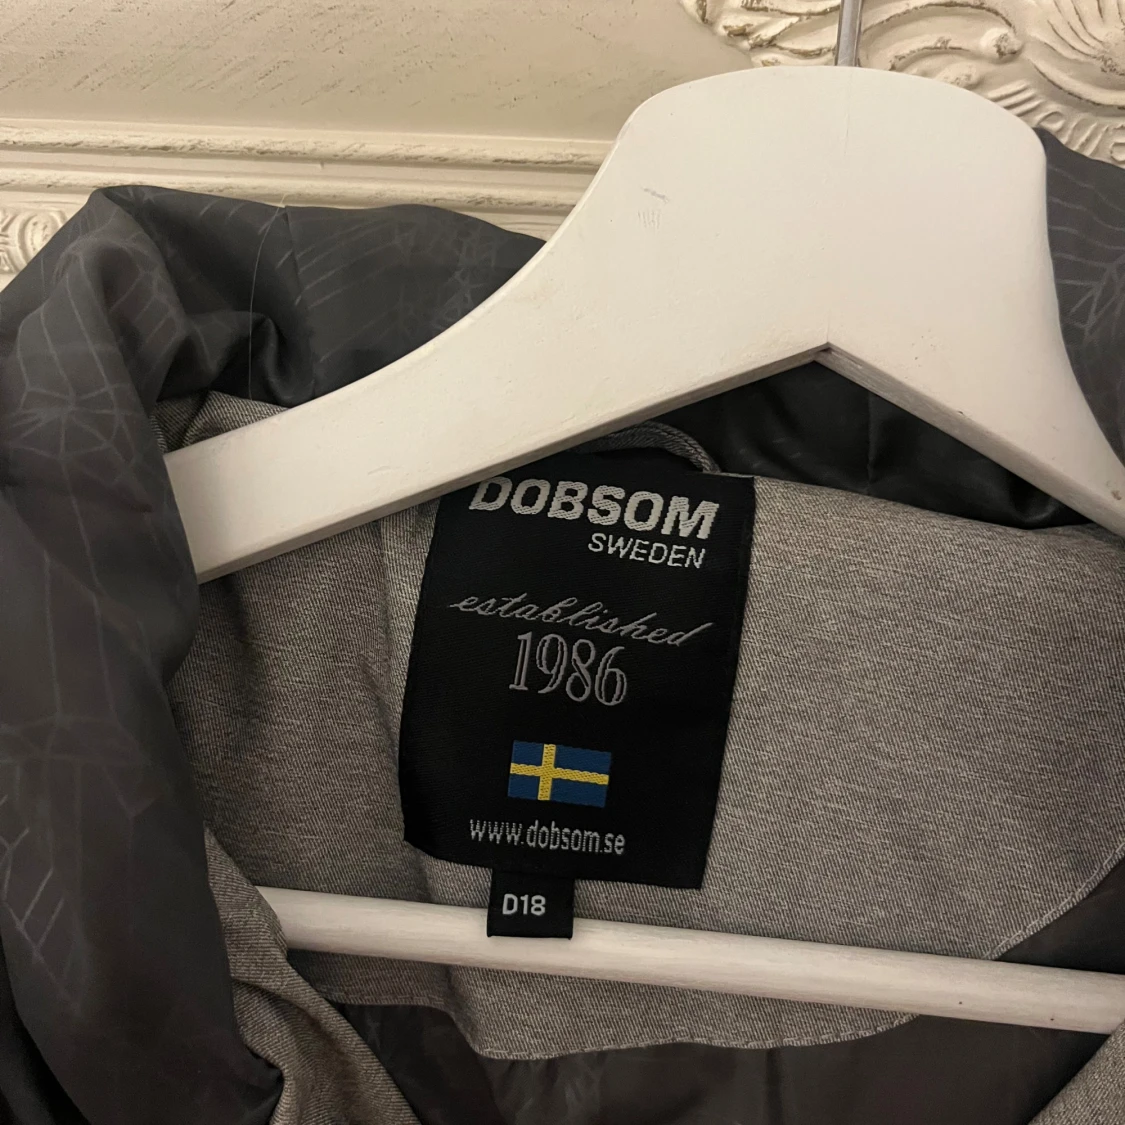 DOBSOM
SWEDEN
established
1986
www.dobsom.se
D18